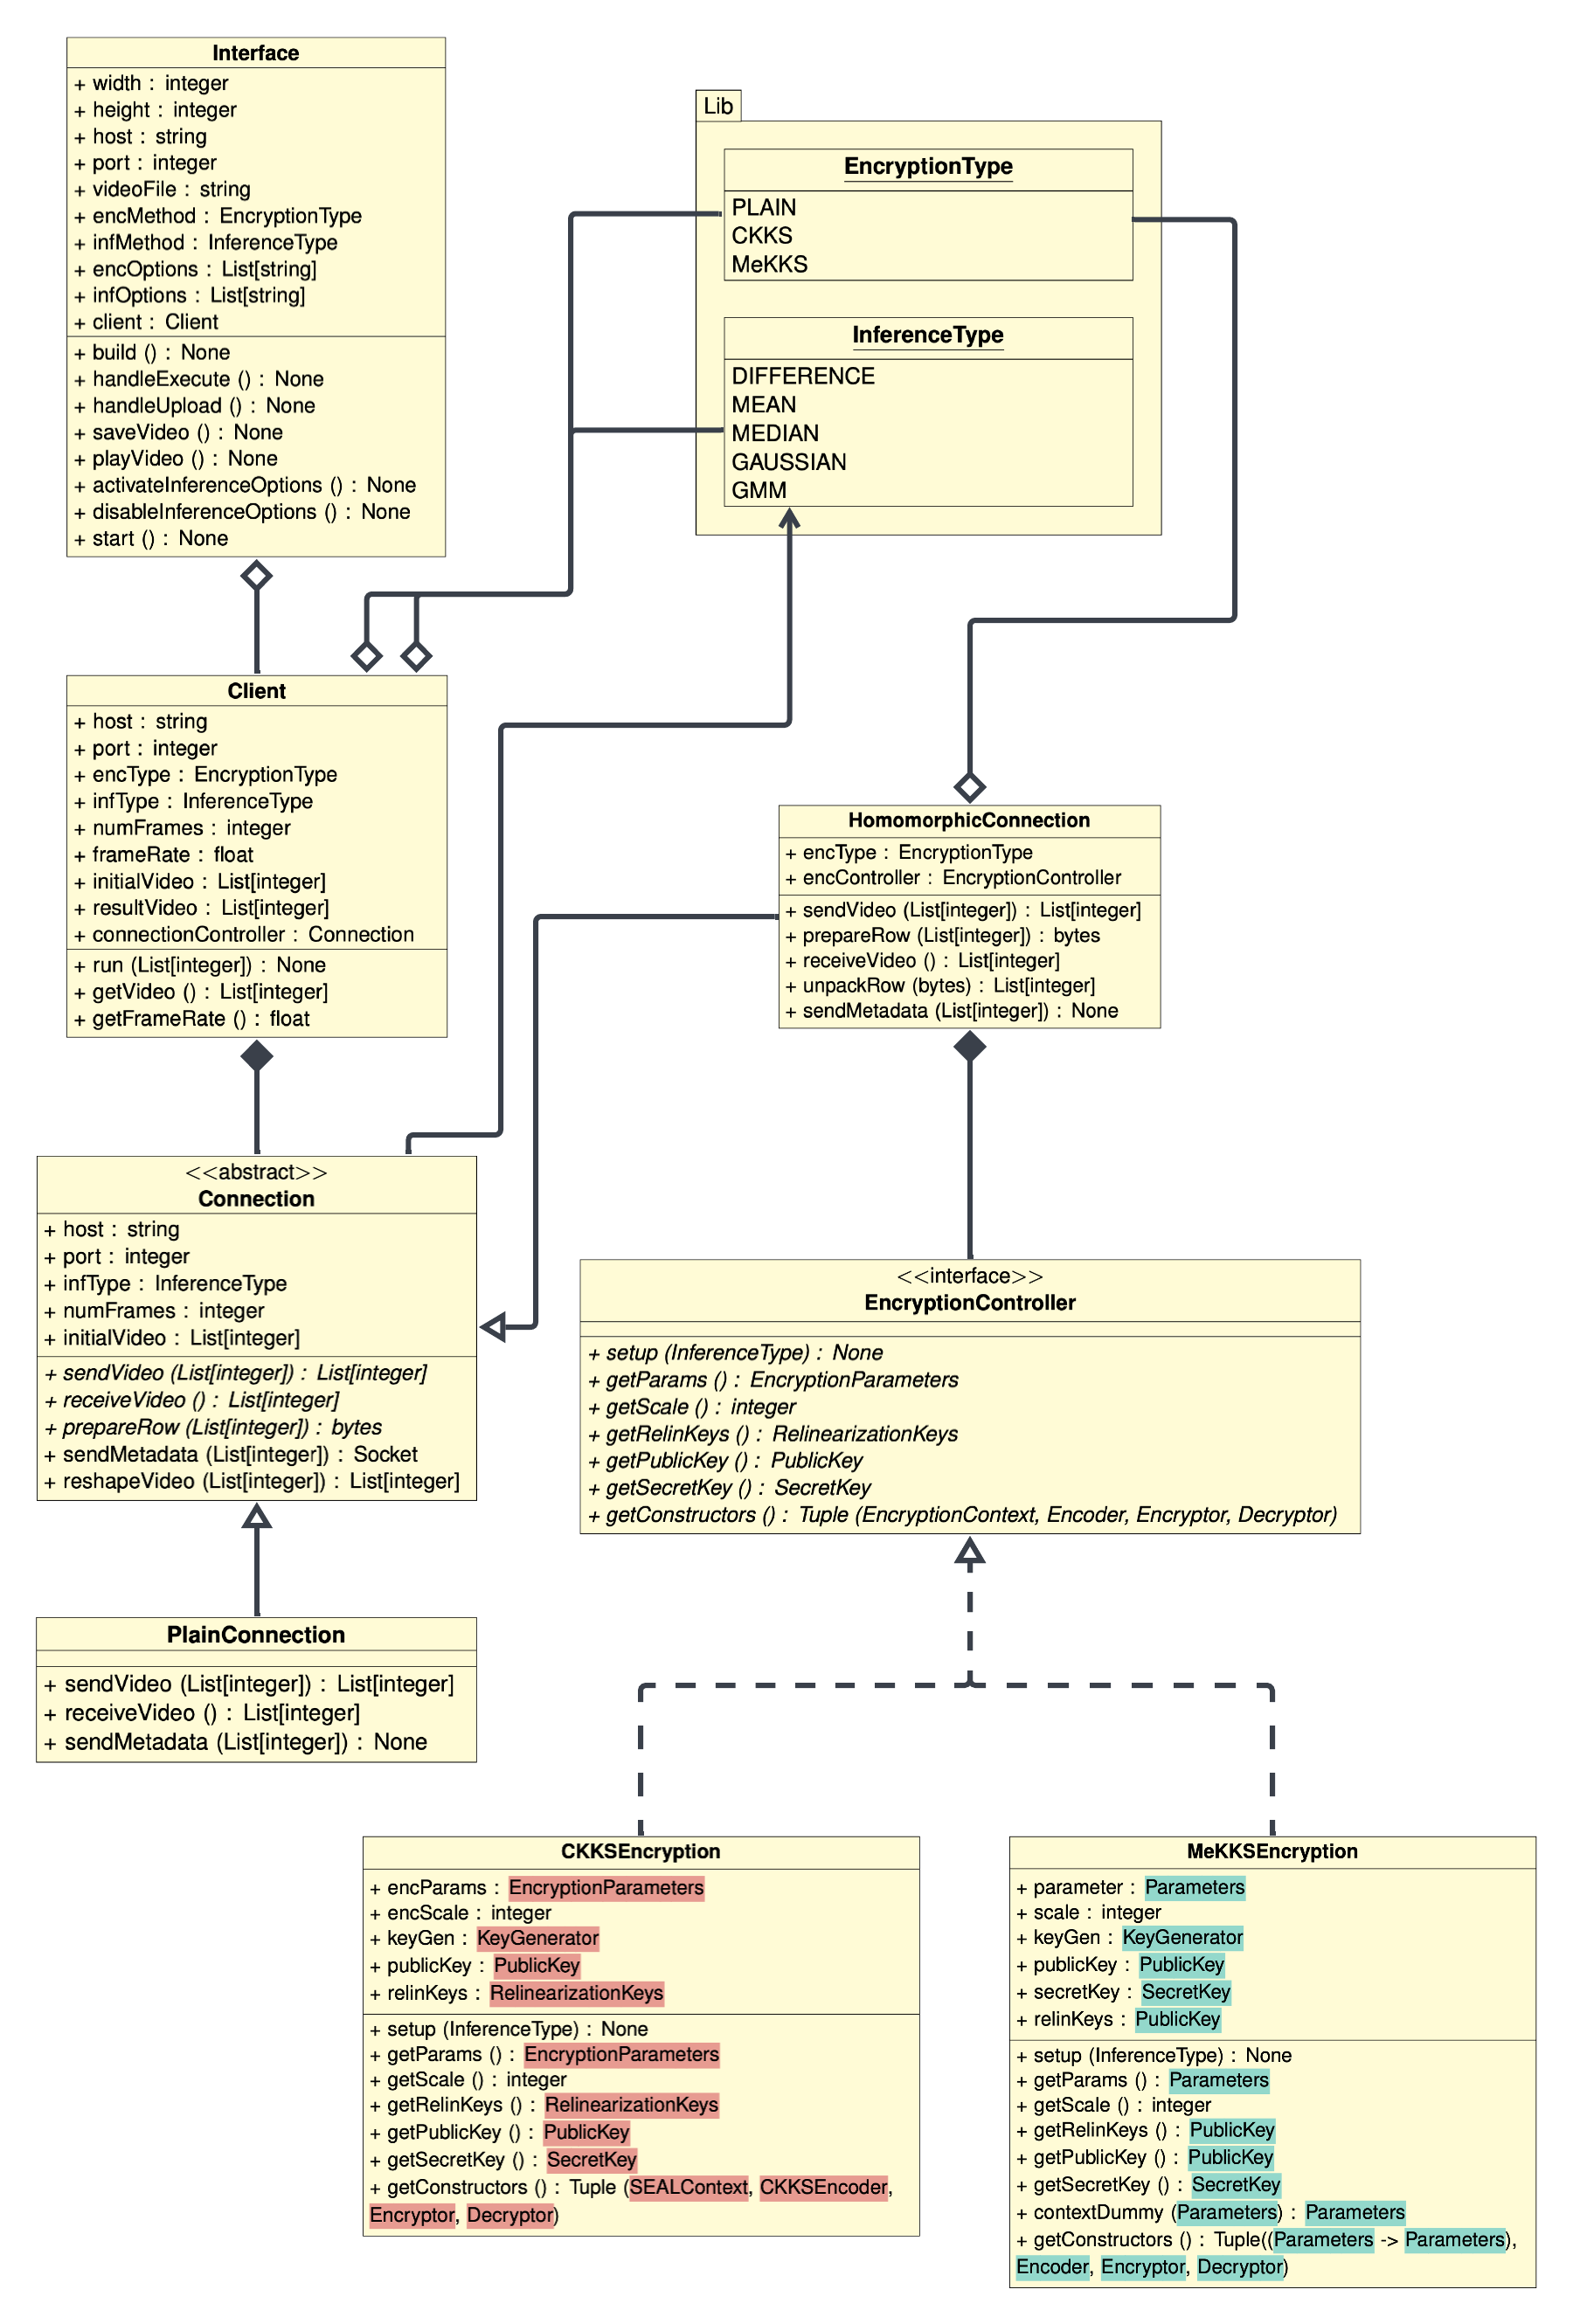 Interface
+ width : integer
+ height : integer
+ host : string
+ port : integer
+ videoFile : string
+ encMethod : EncryptionType
+ infMethod : InferenceType
+ encOptions : List[string]
+ infOptions : List[string]
+ client : Client
+ build () : None
+ handleExecute () : None
+ handleUpload () : None
+ saveVideo () : None
+ playVideo () : None
+ activateInferenceOptions () : None
+ disableInferenceOptions () : None
+ start () : None
Lib
EncryptionType
PLAIN
CKKS
MeKKS
InferenceType
DIFFERENCE
MEAN
MEDIAN
GAUSSIAN
GMM
Client
+ host : string
+ port : integer
+ encType : EncryptionType
+ infType : InferenceType
+ numFrames : integer
+ frameRate : float
+ initialVideo : List[integer]
+ resultVideo : List[integer]
+ connectionController : Connection
+ run (List[integer]) : None
+ getVideo () : List[integer]
+ getFrameRate () : float
HomomorphicConnection
+ encType : EncryptionType
+ encController : EncryptionController
+ sendVideo (List[integer]) : List[integer]
+ prepareRow (List[integer]) : bytes
+ receiveVideo () : List[integer]
+ unpackRow (bytes) : List[integer]
+ sendMetadata (List[integer]) : None
<<abstract>>
Connection
+ host : string
+ port : integer
+ infType : InferenceType
+ numFrames : integer
+ initialVideo : List[integer]
+ sendVideo (List[integer]) : List[integer]
+ receiveVideo () : List[integer]
+ prepareRow (List[integer]) : bytes
+ sendMetadata (List[integer]) : Socket
+ reshapeVideo (List[integer]) : List[integer]
<<interface>>
EncryptionController
+ setup (InferenceType) : None
+ getParams () : EncryptionParameters
+ getScale () : integer
+ getRelinKeys () : RelinearizationKeys
+ getPublicKey () : PublicKey
+ getSecretKey () : SecretKey
+ getConstructors () : Tuple (EncryptionContext, Encoder, Encryptor, Decryptor)
PlainConnection
+ sendVideo (List[integer]) : List[integer]
+ receiveVideo () : List[integer]
+ sendMetadata (List[integer]) : None
CKKSEncryption
+ encParams : EncryptionParameters
+ encScale : integer
+ keyGen : KeyGenerator
+ publicKey : PublicKey
+ relinKeys : RelinearizationKeys
+ setup (InferenceType) : None
+ getParams () : EncryptionParameters
+ getScale () : integer
+ getRelinKeys () : RelinearizationKeys
+ getPublicKey () : PublicKey
+ getSecretKey () : SecretKey
+ getConstructors () : Tuple (SEALContext, CKKSEncoder,
Encryptor, Decryptor)
MeKKSEncryption
+ parameter : Parameters
+ scale : integer
+ keyGen : KeyGenerator
+ publicKey : PublicKey
+ secretKey : SecretKey
+ relinKeys : PublicKey
+ setup (InferenceType) : None
+ getParams () : Parameters
+ getScale () : integer
+ getRelinKeys () : PublicKey
+ getPublicKey () : PublicKey
+ getSecretKey () : SecretKey
+ contextDummy (Parameters) : Parameters
+ getConstructors () : Tuple((Parameters -> Parameters),
Encoder, Encryptor, Decryptor)